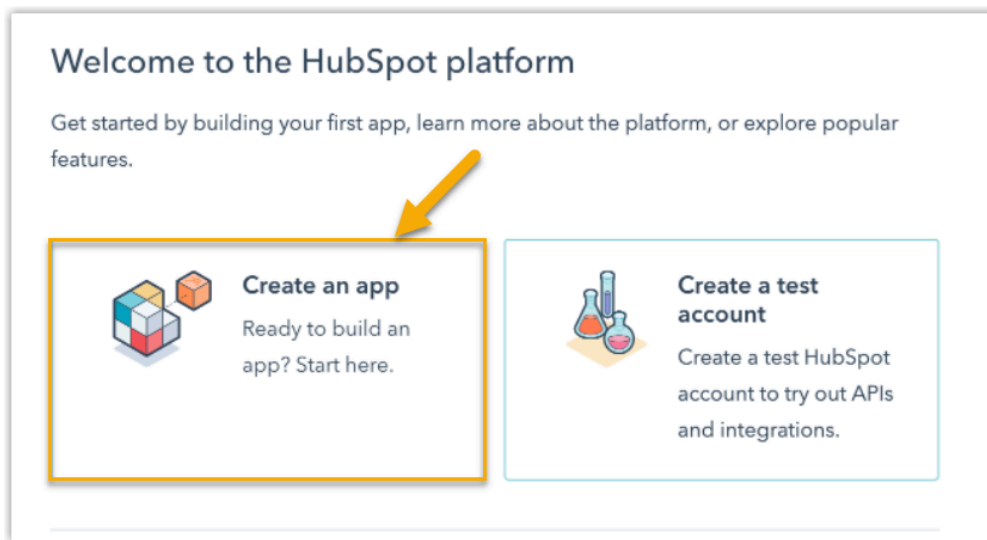 Welcome to the HubSpot platform
Get started by building your first app, learn more about the platform, or explore popular
features.
Create an app
Ready to build an
app? Start here.
Create a test
account
Create a test HubSpot
account to try out APIs
and integrations.